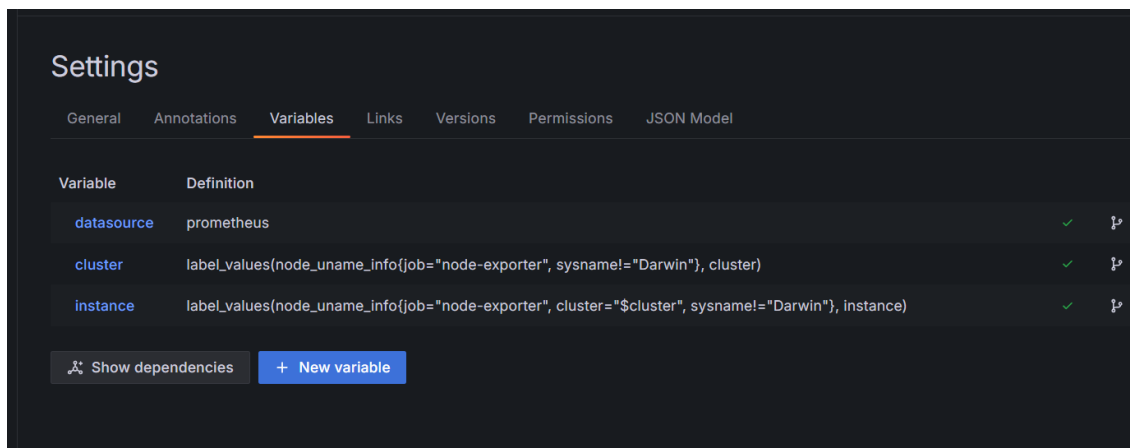 Settings
General Annotations Variables Links Versions Permissions JSON Model
Variable Definition
datasource prometheus
cluster label_values(node_uname_info{job="node-exporter", sysname!="Darwin"}, cluster)
instance label_values(node_uname_info{job="node-exporter", cluster="$cluster", sysname!="Darwin"}, instance)
Show dependencies + New variable